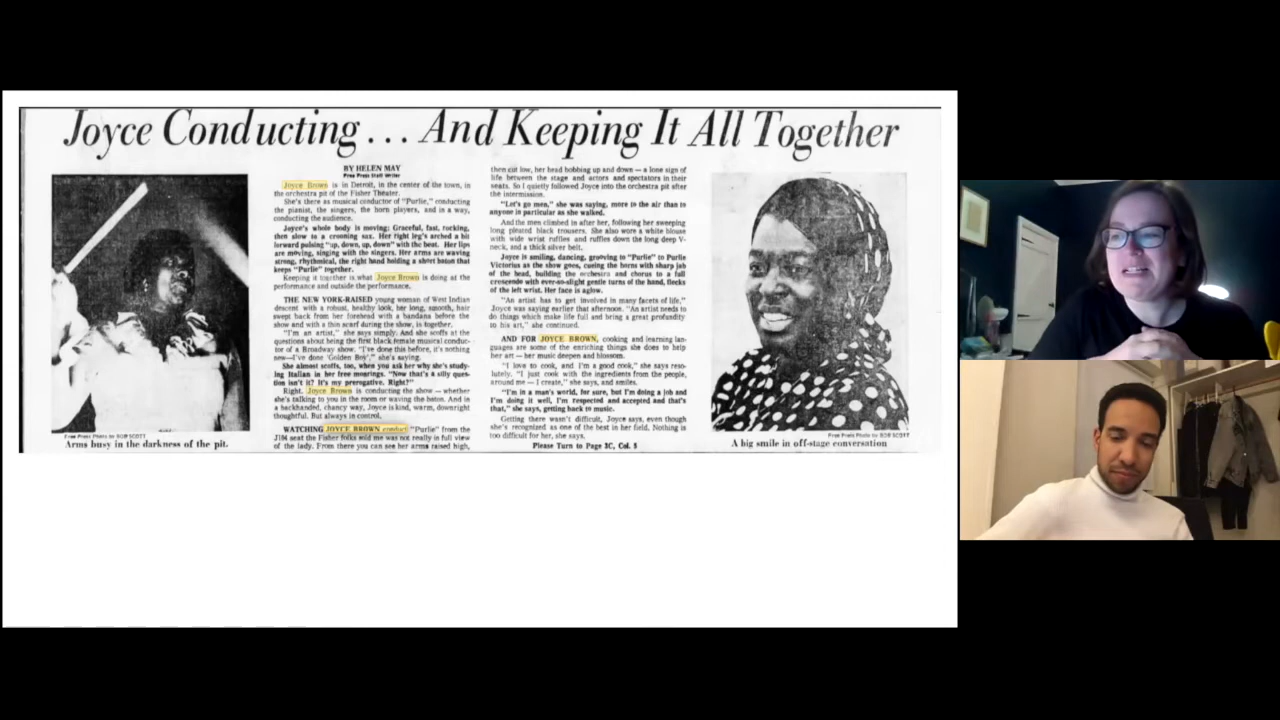 Joyce Conducting . . . And Keeping It All Together
BY HELEN MAY
Free Press Staff Writer
Joyce Brown is in Detroit, in the center of the town, in
the orchestra pit of the Fisher Theater.
She's there as musical conductor of "Purlie," conducting
the pianist, the singers, the horn players, and in a way,
conducting the audience.
Joyce's whole body is moving: Graceful, fast, rocking,
then slow to a crooning sax. Her right leg's arched a bit
forward pulsing "up, down, up, down" with the beat. Her lips
are moving, singing with the singers. Her arms are waving
strong, rhythmical, the right hand holding a short baton that
keeps "Purlie" together.
Keeping it together is what Joyce Brown is doing at the
performance and outside the performance.
THE NEW YORK-RAISED young woman of West Indian
descent with a robust, healthy look, her long, smooth, hair
swept back from her forehead with a bandana before the
show and with a thin scarf during the show, is together.
"I'm an artist," she says simply. And she scoffs at the
questions about being the first black female musical conduc-
tor of a Broadway show. "I've done this before, it's nothing
new—I've done 'Golden Boy'," she's saying.
She almost scoffs, too, when you ask her why she's study-
ing Italian in her free mornings. "Now that's a silly ques-
tion isn't it? It's my prerogative. Right?"
Right. Joyce Brown is conducting the show — whether
she's talking to you in the room or waving the baton. And in
a backhanded, chancy way, Joyce is kind, warm, downright
thoughtful. But always in control.
WATCHING JOYCE BROWN conduct "Purlie" from the
J104 seat the Fisher folks sold me was not really in full view
of the lady. From there you can see her arms raised high,
then cut low, her head bobbing up and down — a lone sign of
life between the stage and actors and spectators in their
seats. So I quietly followed Joyce into the orchestra pit after
the intermission.
"Let's go men," she was saying, more to the air than to
anyone in particular as she walked.
And the men climbed in after her, following her sweeping
long pleated black trousers. She also wore a white blouse
with wide wrist ruffles and ruffles down the long deep V-
neck, and a thick silver belt.
Joyce is smiling, dancing, grooving to "Purlie" to Purlie
Victorius as the show goes, cueing the horns with sharp jab
of the head, building the orchestra and chorus to a full
crescendo with ever-so-slight gentle turns of the hand, flecks
of the left wrist. Her face is aglow.
"An artist has to get involved in many facets of life,"
Joyce was saying earlier that afternoon. "An artist needs to
do things which make life full and bring a great profundity
to his art," she continued.
AND FOR JOYCE BROWN, cooking and learning lan-
guages are some of the enriching things she does to help
her art — her music deepen and blossom.
"I love to cook, and I'm a good cook," she says reso-
lutely. "I just cook with the ingredients from the people,
around me — I create," she says, and smiles.
"I'm in a man's world, for sure, but I'm doing a job and
I'm doing it well, I'm respected and accepted and that's
that," she says, getting back to music.
Getting there wasn't difficult, Joyce says, even though
she's recognized as one of the best in her field. Nothing is
too difficult for her, she says.
Please Turn to Page 3C, Col. 5
Free Press Photo by BOB SCOTT
Arms busy in the darkness of the pit.
Free Press Photo by BOB SCOTT
A big smile in off-stage conversation